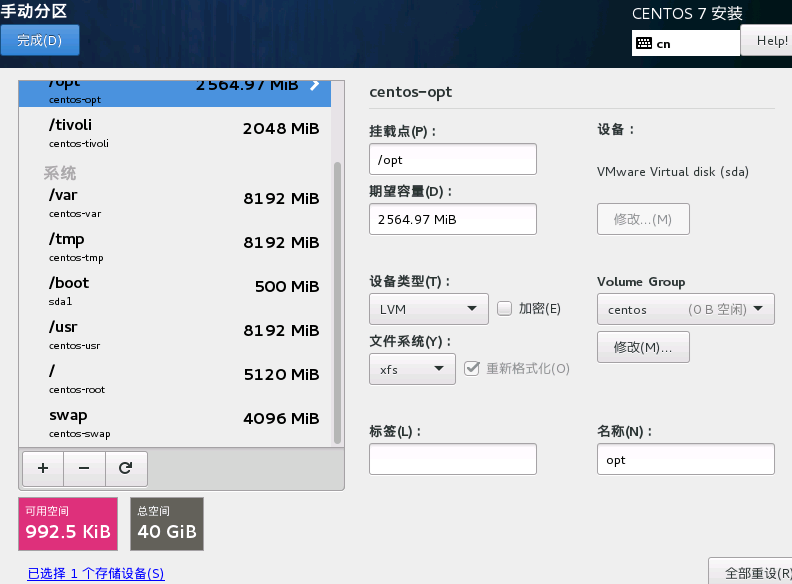 手动分区
CENTOS 7 安装
完成(D)
cn
Help!
/opt 2564.97 MiB
centos-opt
/tivoli 2048 MiB
centos-tivoli
系统
/var 8192 MiB
centos-var
/tmp 8192 MiB
centos-tmp
/boot 500 MiB
sda1
/usr 8192 MiB
centos-usr
/ 5120 MiB
centos-root
swap 4096 MiB
centos-swap
+ −
可用空间
992.5 KiB
总空间
40 GiB
已选择 1 个存储设备(S)
centos-opt
挂载点(P)：
/opt
期望容量(D)：
2564.97 MiB
设备：
VMware Virtual disk (sda)
修改...(M)
设备类型(T)：
LVM
加密(E)
文件系统(Y)：
xfs
重新格式化(O)
Volume Group
centos (0 B 空闲)
修改(M)...
标签(L)：
名称(N)：
opt
全部重设(R)